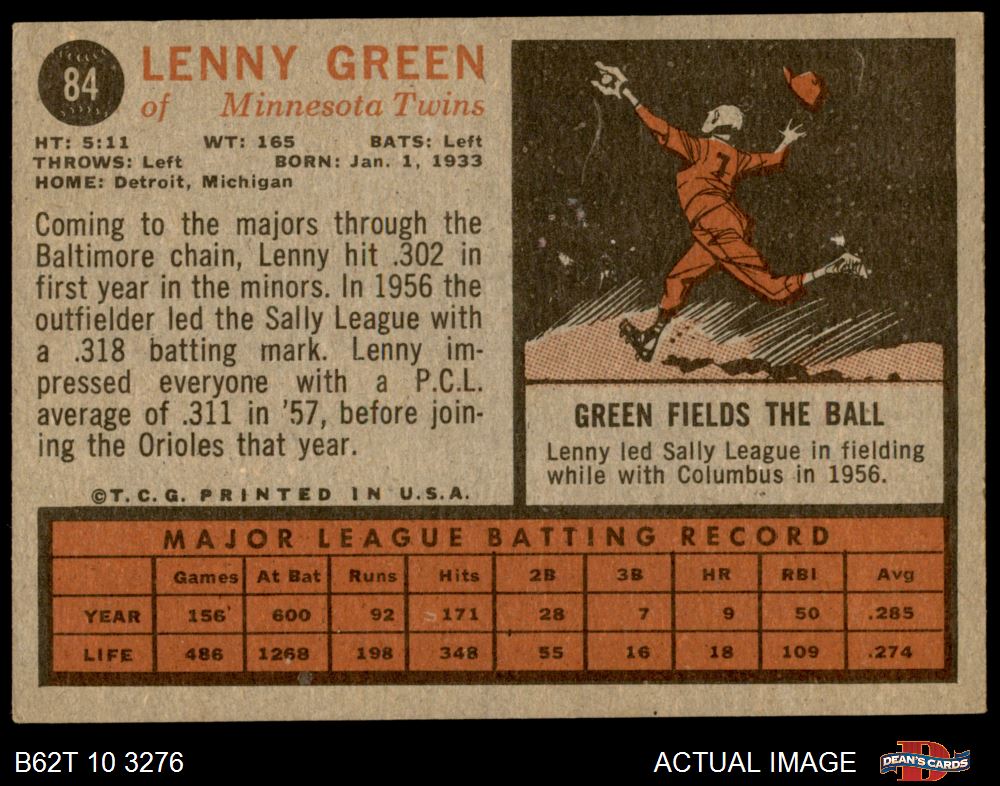 84
LENNY GREEN
of Minnesota Twins
HT: 5:11 WT: 165 BATS: Left
THROWS: Left BORN: Jan. 1, 1933
HOME: Detroit, Michigan
Coming to the majors through the
Baltimore chain, Lenny hit .302 in
first year in the minors. In 1956 the
outfielder led the Sally League with
a .318 batting mark. Lenny im-
pressed everyone with a P.C.L.
average of .311 in '57, before join-
ing the Orioles that year.
©T.C.G. PRINTED IN U.S.A.
7
GREEN FIELDS THE BALL
Lenny led Sally League in fielding
while with Columbus in 1956.
MAJOR LEAGUE BATTING RECORD
Games At Bat Runs Hits 2B 3B HR RBI Avg
YEAR 156 600 92 171 28 7 9 50 .285
LIFE 486 1268 198 348 55 16 18 109 .274
B62T 10 3276
ACTUAL IMAGE
D
DEAN'S CARDS